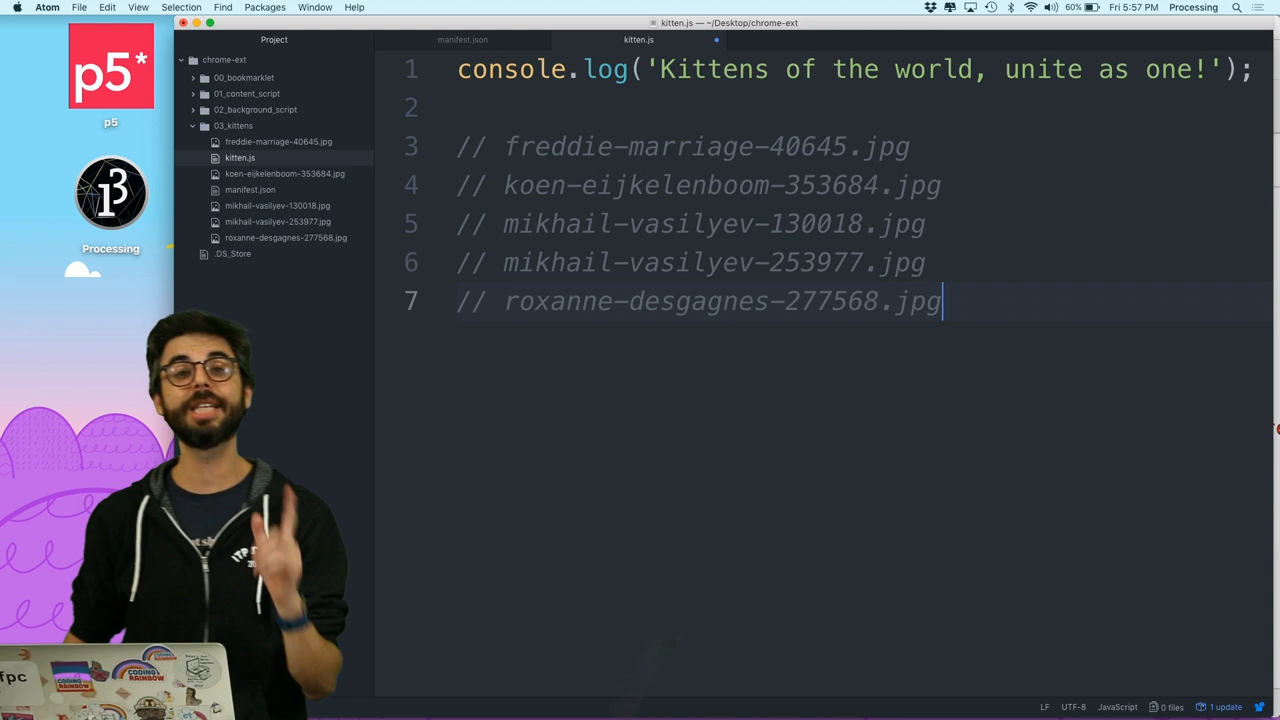 Atom File Edit View Selection Find Packages Window Help
60% Fri 5:57 PM Processing
kitten.js — ~/Desktop/chrome-ext
Project
manifest.json
kitten.js
chrome-ext
00_bookmarklet
01_content_script
02_background_script
03_kittens
freddie-marriage-40645.jpg
kitten.js
koen-eijkelenboom-353684.jpg
manifest.json
mikhail-vasilyev-130018.jpg
mikhail-vasilyev-253977.jpg
roxanne-desgagnes-277568.jpg
.DS_Store
1 console.log('Kittens of the world, unite as one!');
2
3 // freddie-marriage-40645.jpg
4 // koen-eijkelenboom-353684.jpg
5 // mikhail-vasilyev-130018.jpg
6 // mikhail-vasilyev-253977.jpg
7 // roxanne-desgagnes-277568.jpg
p5*
p5
Processing
ITP
fpc
CODING
RAINBOW
CODING
RAINBOW
LF UTF-8 JavaScript 0 files 1 update